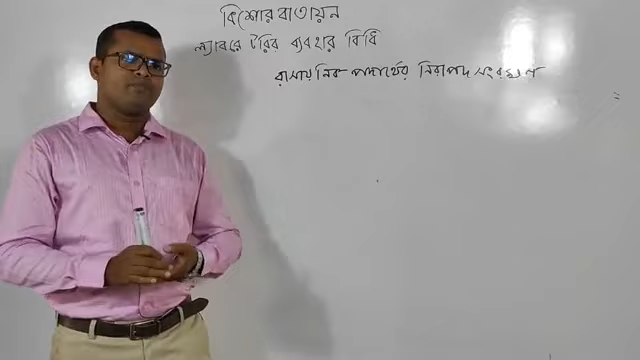 কিশোর বাতায়ন
ল্যাবরেটরির ব্যবহার বিধি
রাসায়নিক পদার্থের নিরাপদ সংরক্ষণ